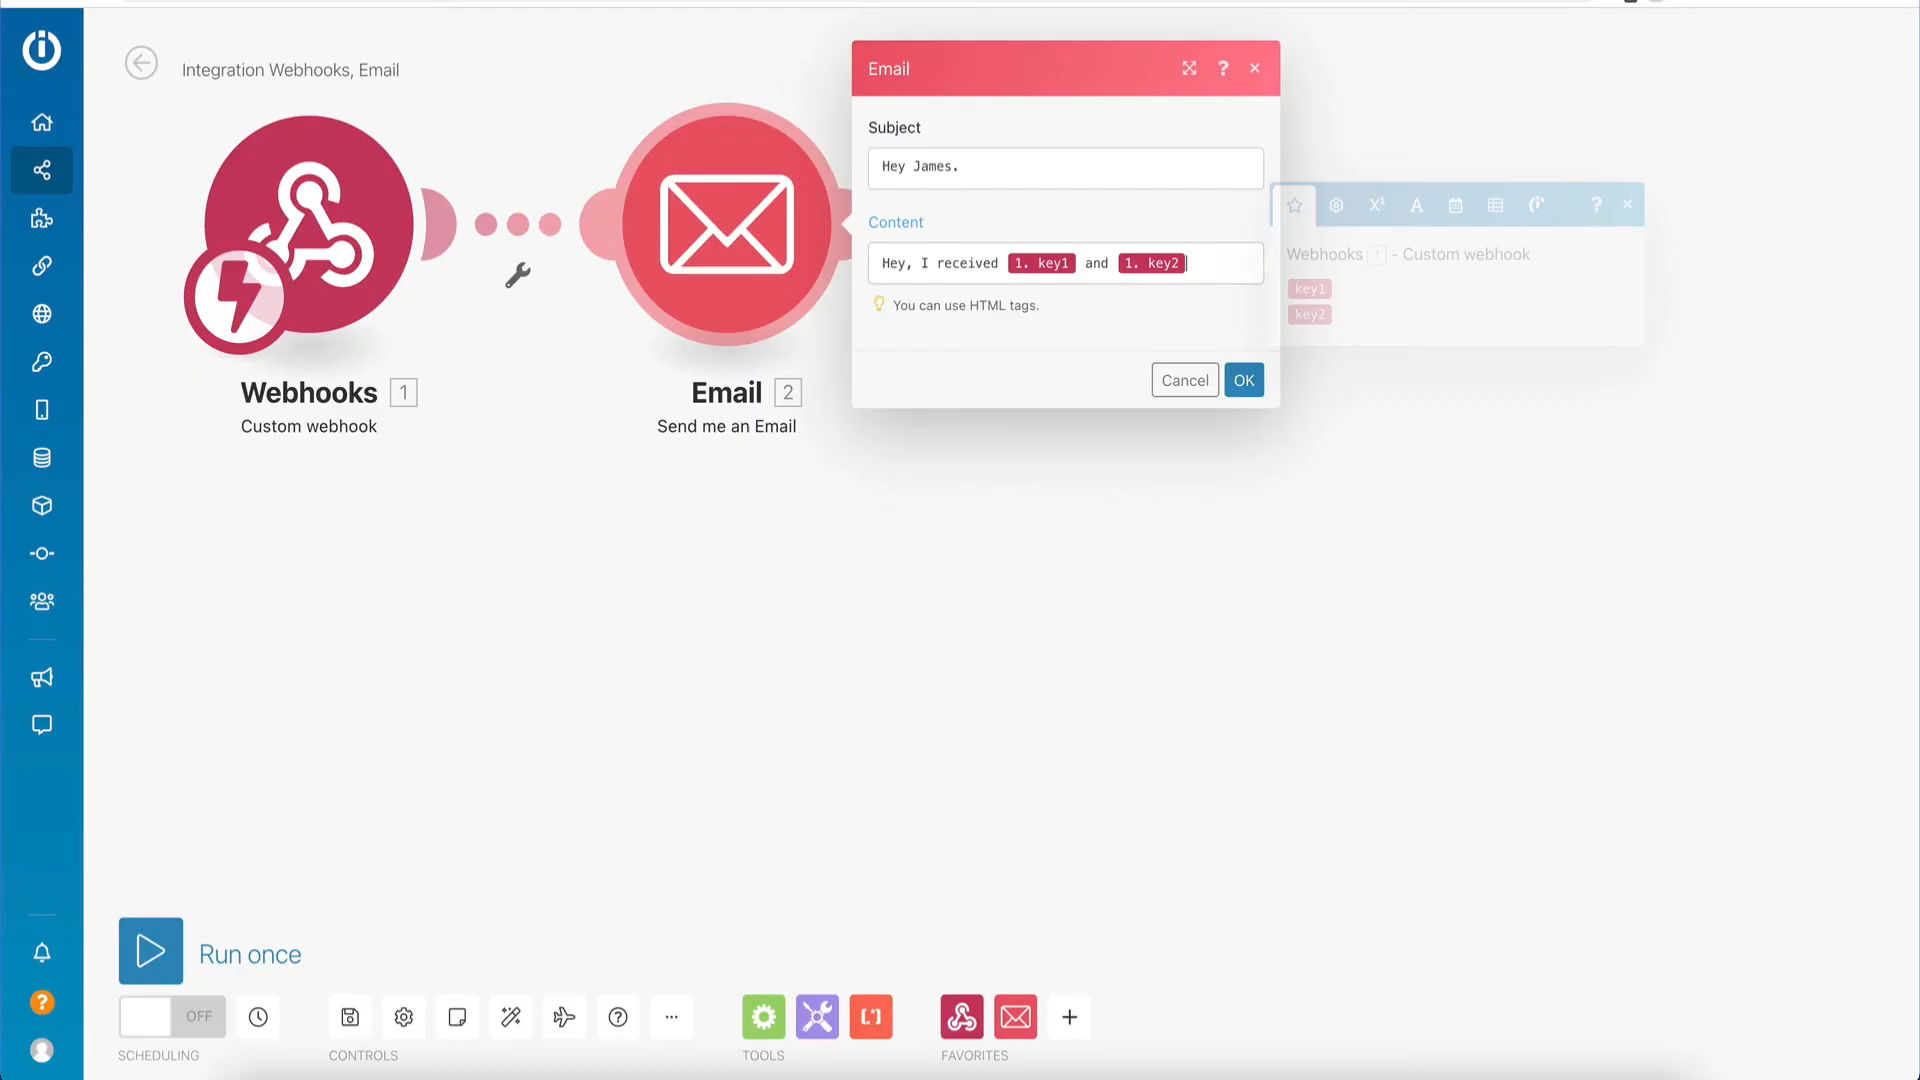 Integration Webhooks, Email
Email
?
Subject
Hey James.
Content
Hey, I received 1. key1 and 1. key2
You can use HTML tags.
Cancel
OK
?
Webhooks 1 - Custom webhook
key1
key2
Webhooks 1
Custom webhook
Email 2
Send me an Email
Run once
OFF
SCHEDULING
CONTROLS
TOOLS
FAVORITES